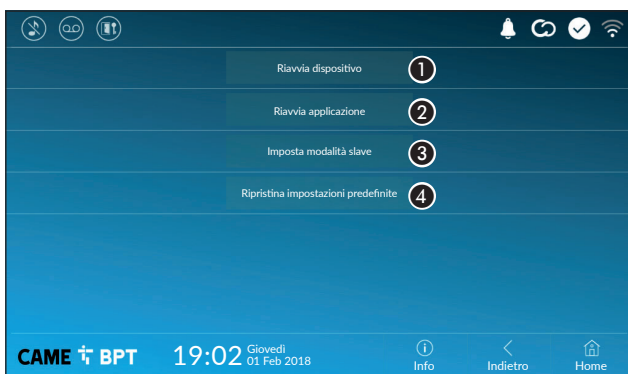 Riavvia dispositivo
1
Riavvia applicazione
2
Imposta modalità slave
3
Ripristina impostazioni predefinite
4
CAME BPT
19:02
Giovedì
01 Feb 2018
Info
Indietro
Home